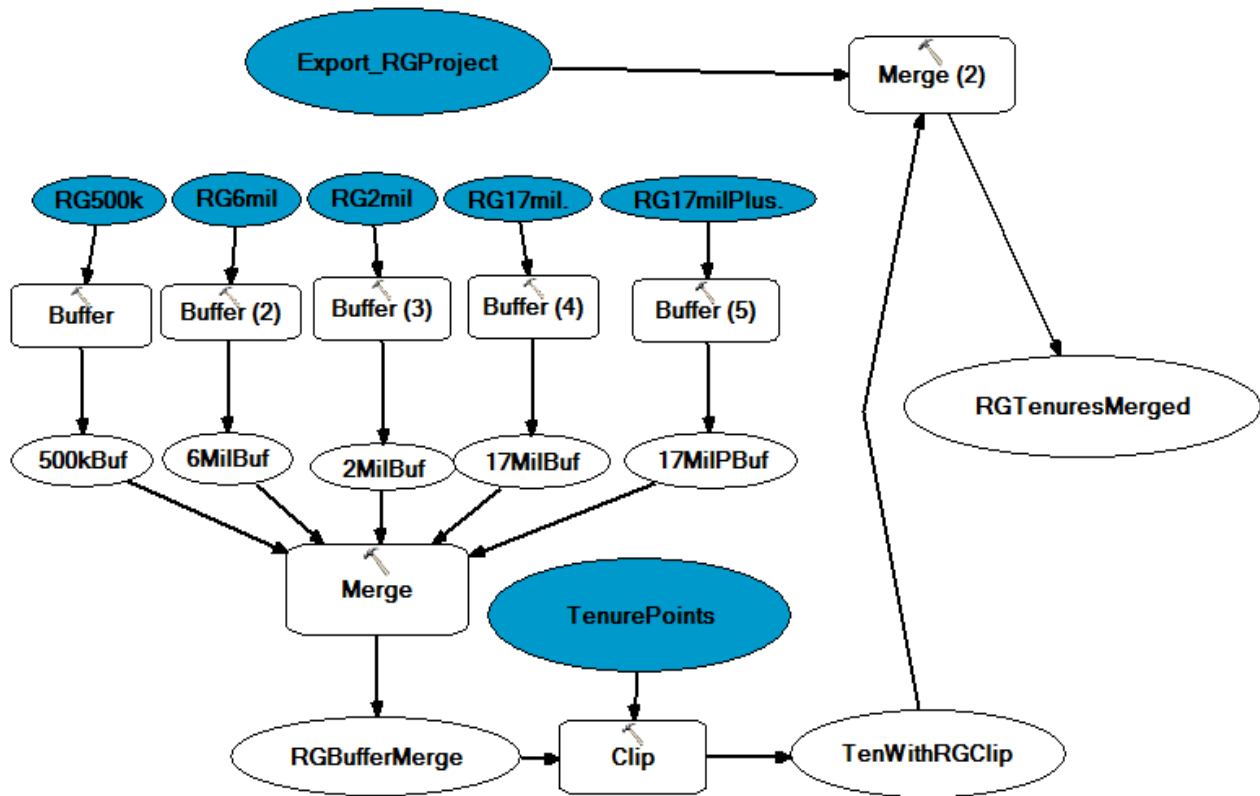 Export_RGProject
Merge (2)
RG500k
RG6mil
RG2mil
RG17mil.
RG17milPlus.
Buffer
Buffer (2)
Buffer (3)
Buffer (4)
Buffer (5)
RGTenuresMerged
500kBuf
6MilBuf
2MilBuf
17MilBuf
17MilPBuf
Merge
TenurePoints
RGBufferMerge
Clip
TenWithRGClip